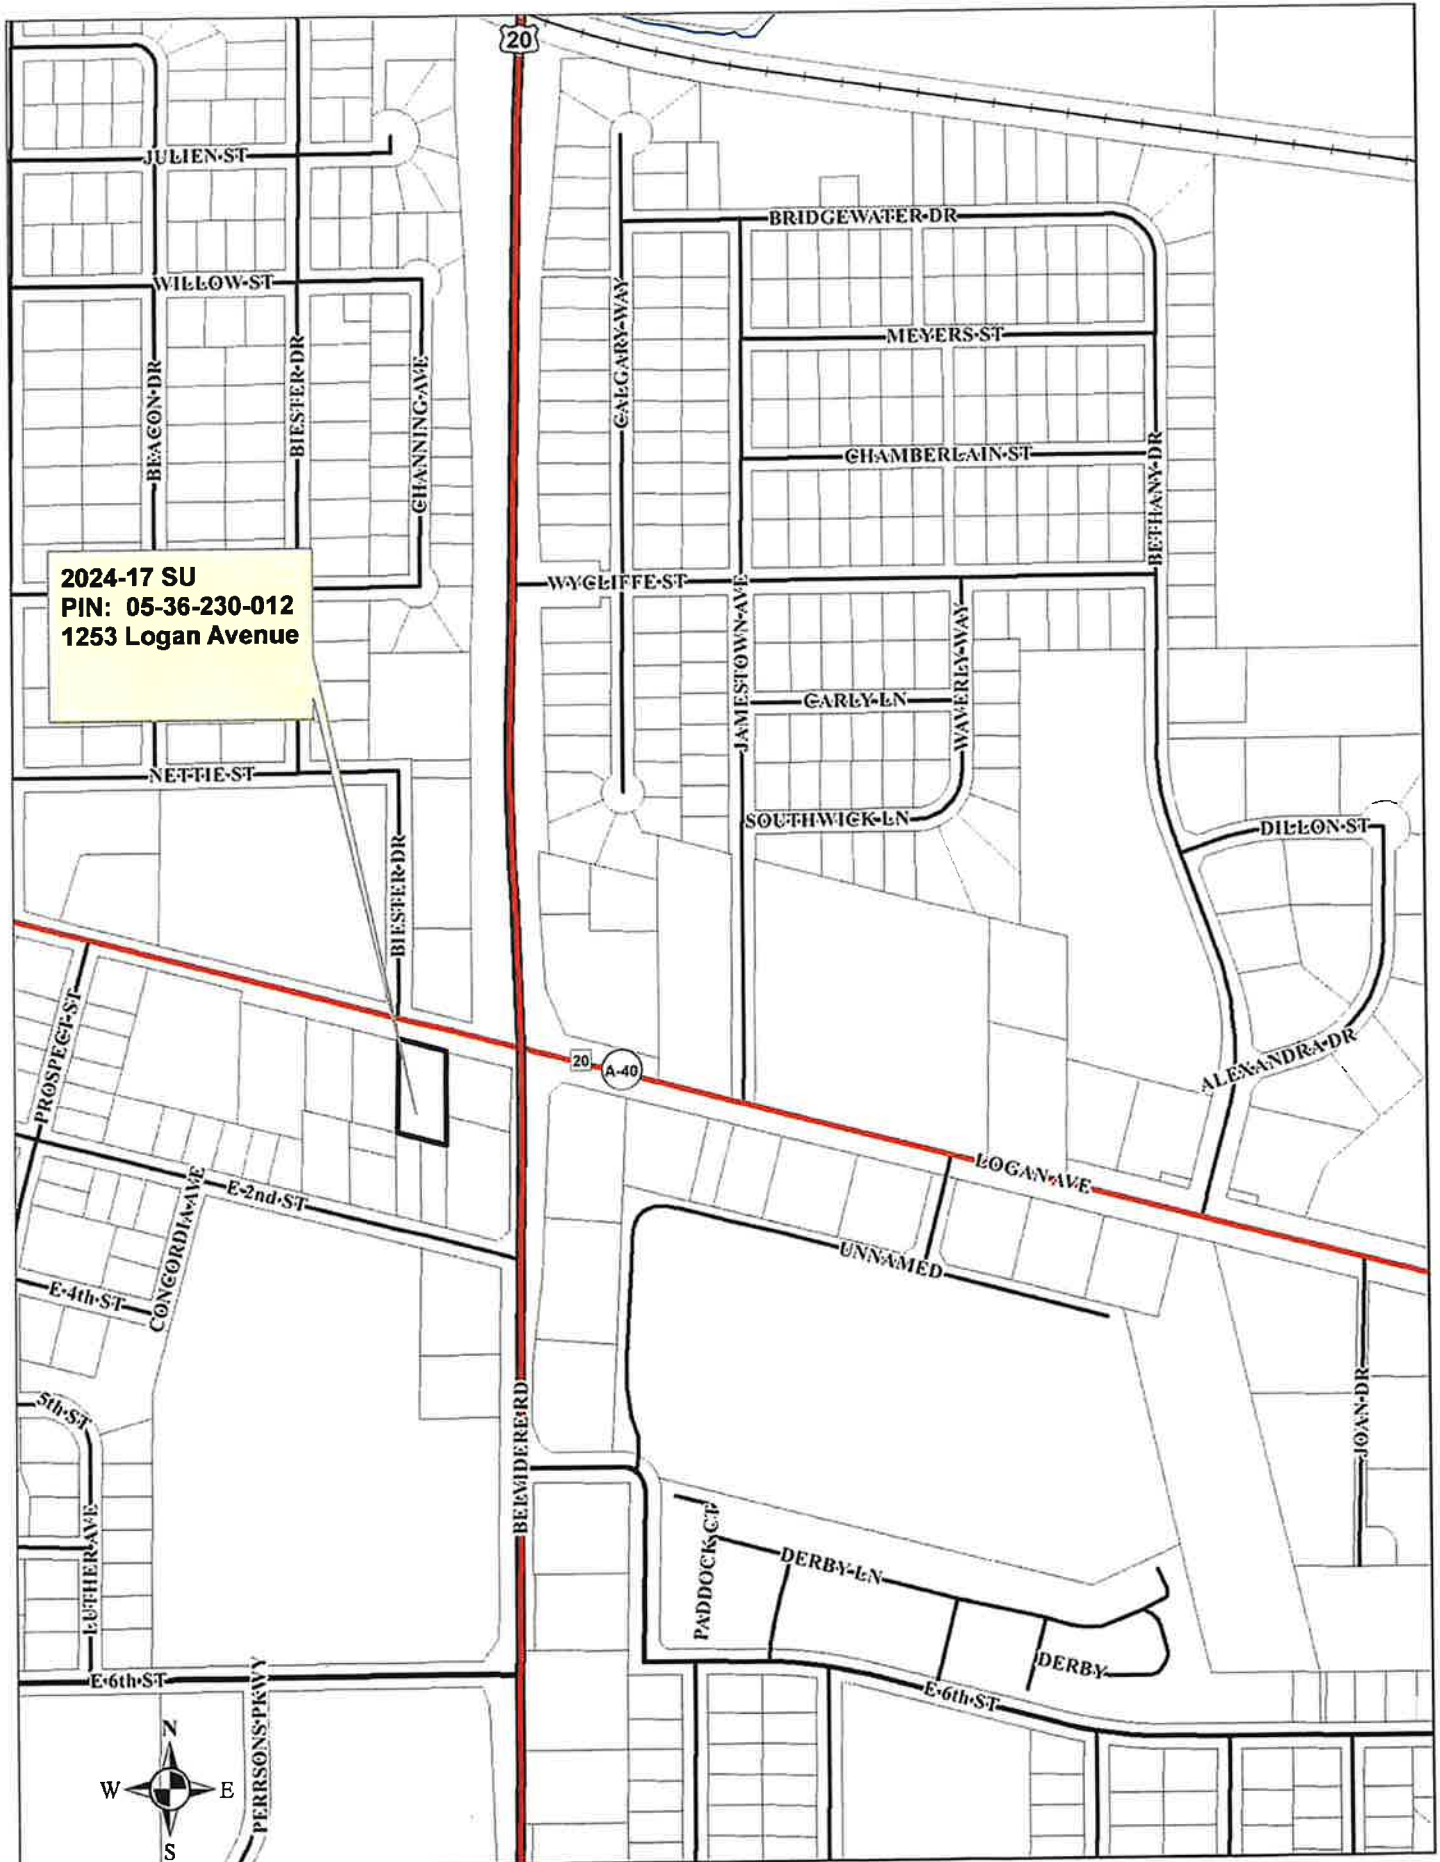 20
JULIEN ST
BRIDGEWATER DR
WILLOW ST
CALGARY WAY
MEYERS ST
BEACON DR
BIESTER DR
CHANNING AVE
CHAMBERLAIN ST
BETHANY DR
2024-17 SU
PIN: 05-36-230-012
1253 Logan Avenue
WYCLIFFE ST
JAMESTOWN AVE
WAVERLY WAY
CARLY LN
NETTIE ST
SOUTHWICK LN
DILLON ST
BIESTER DR
PROSPECT ST
20
A-40
ALEXANDRA DR
LOGAN AVE
CONCORDIA AVE
E 2nd ST
UNNAMED
E 4th ST
5th ST
BELVIDERE RD
JOAN DR
LUTHER AVE
PADDOCK CT
DERBY LN
DERBY
E 6th ST
E 6th ST
PERRSONS PKWY
N
W
E
S